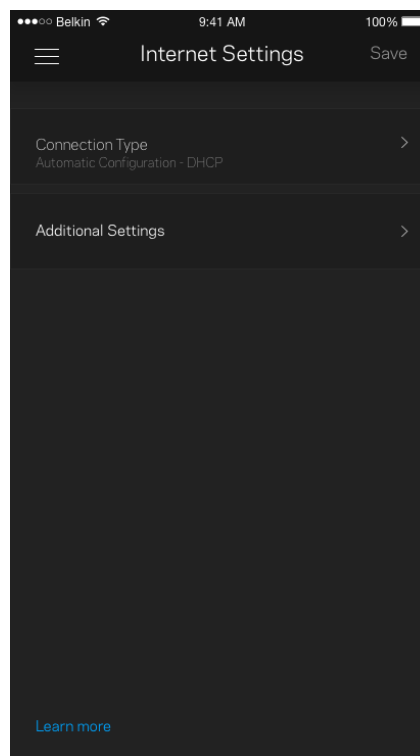 Belkin 9:41 AM 100%
Internet Settings Save
Connection Type
Automatic Configuration - DHCP
Additional Settings
Learn more